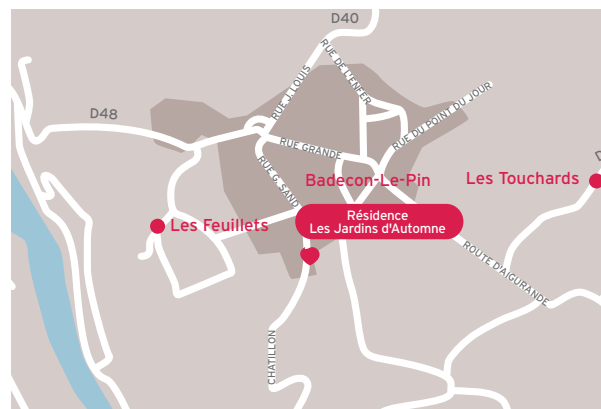 D40
RUE DE L'ENFER
RUE J. LOUIS
D48
RUE DU POINT DU JOUR
RUE GRANDE
RUE G. SAND
Badecon-Le-Pin
Les Touchards
Résidence
Les Jardins d'Automne
Les Feuillets
ROUTE D'AIGURANDE
CHATILLON